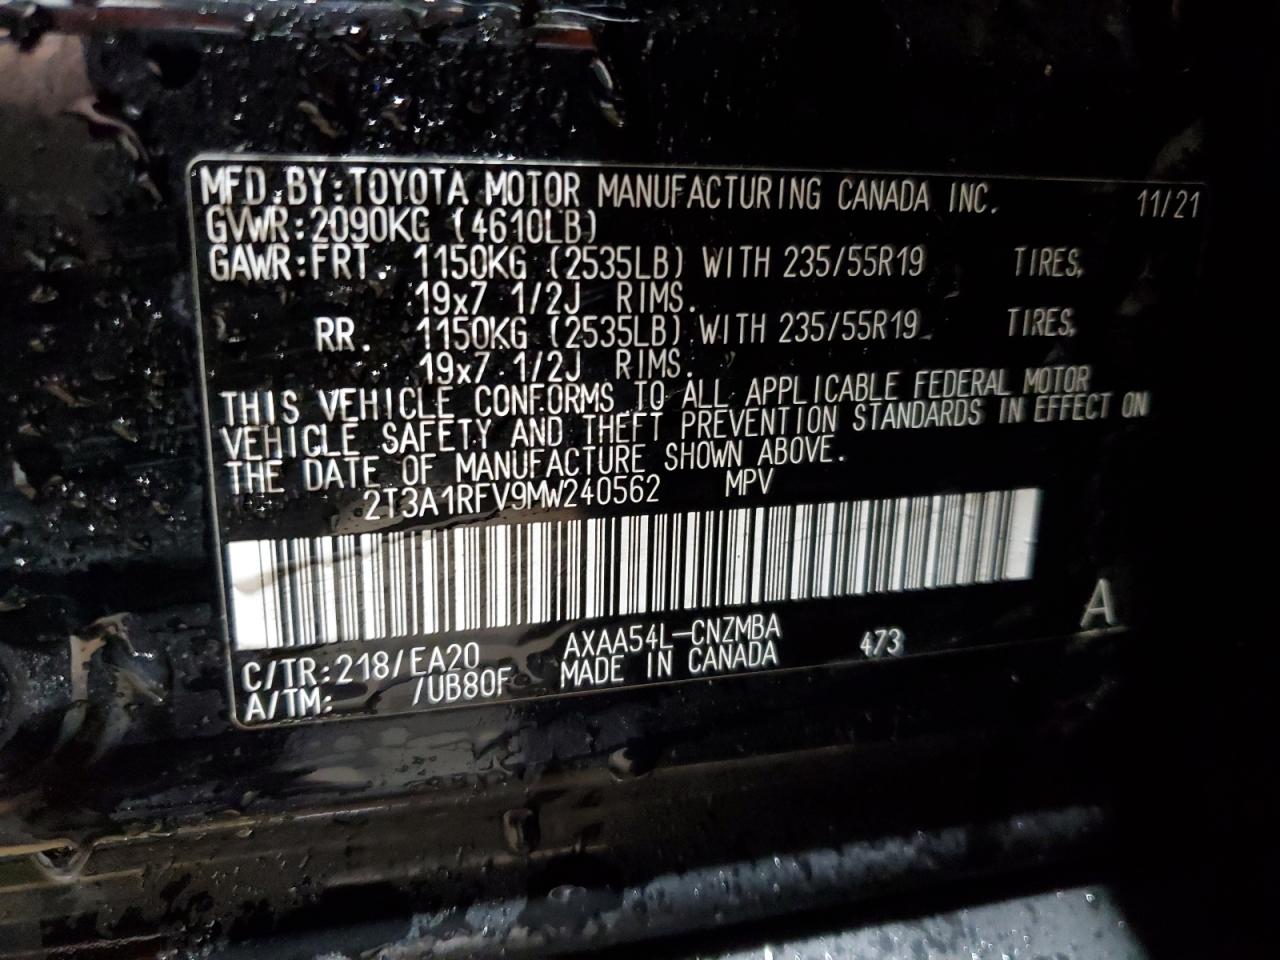 MFD.BY:TOYOTA MOTOR MANUFACTURING CANADA INC. 11/21
GVWR:2090KG (4610LB)
GAWR:FRT. 1150KG (2535LB) WITH 235/55R19 TIRES,
19x7 1/2J RIMS.
RR. 1150KG (2535LB) WITH 235/55R19 TIRES,
19x7 1/2J RIMS.
THIS VEHICLE CONFORMS TO ALL APPLICABLE FEDERAL MOTOR
VEHICLE SAFETY AND THEFT PREVENTION STANDARDS IN EFFECT ON
THE DATE OF MANUFACTURE SHOWN ABOVE.
2T3A1RFV9MW240562 MPV
A
C/TR:218/EA20 AXAA54L-CNZMBA 473
A/TM: /UB80F MADE IN CANADA